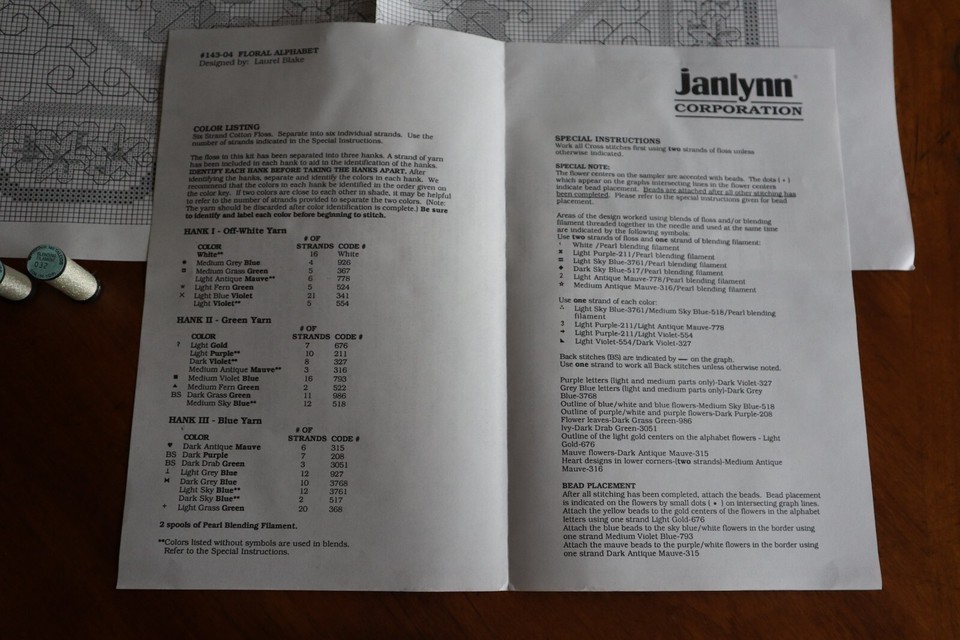 #143-04 FLORAL ALPHABET
Designed by: Laurel Blake
COLOR LISTING
Six Strand Cotton Floss. Separate into six individual strands. Use the
number of strands indicated in the Special Instructions.
The floss in this kit has been separated into three hanks. A strand of yarn
has been included in each hank to aid in the identification of the hanks.
IDENTIFY EACH HANK BEFORE TAKING THE HANKS APART. After
identifying the hanks, separate and identify the colors in each hank. We
recommend that the colors in each hank be identified in the order given on
the color key. If two colors are close to each other in shade, it may be helpful
to refer to the number of strands provided to separate the two colors. (Note:
The yarn should be discarded after color identification is complete.) Be sure
to identify and label each color before beginning to stitch.
HANK I - Off-White Yarn
# OF
COLOR STRANDS CODE #
White** 18 White
Medium Grey Blue 4 926
Medium Grass Green 5 367
Light Antique Mauve** 6 778
Light Fern Green 5 524
Light Blue Violet 21 341
Light Violet** 5 554
HANK II - Green Yarn
# OF
COLOR STRANDS CODE #
Light Gold 7 676
Light Purple** 10 211
Dark Violet** 8 327
Medium Antique Mauve** 3 316
■ Medium Violet Blue 16 793
▲ Medium Fern Green 2 522
BS Dark Grass Green 11 986
Medium Sky Blue** 12 518
HANK III - Blue Yarn
# OF
COLOR STRANDS CODE #
♥ Dark Antique Mauve 6 315
BS Dark Purple 7 208
BS Dark Drab Green 3 3051
Light Grey Blue 12 927
Dark Grey Blue 10 3768
Light Sky Blue** 12 3761
Dark Sky Blue** 2 517
+ Light Grass Green 20 368
2 spools of Pearl Blending Filament.
**Colors listed without symbols are used in blends.
Refer to the Special Instructions.
janlynn®
CORPORATION
SPECIAL INSTRUCTIONS
Work all Cross stitches first using two strands of floss unless
otherwise indicated.
SPECIAL NOTE:
The flower centers on the sampler are accented with beads. The dots ( • )
which appear on the graphs intersecting lines in the flower centers
indicate bead placement. Beads are attached after all other stitching has
been completed. Please refer to the special instructions given for bead
placement.
Areas of the design worked using blends of floss and/or blending
filament threaded together in the needle and used at the same time
are indicated by the following symbols:
Use two strands of floss and one strand of blending filament:
White /Pearl blending filament
Light Purple-211/Pearl blending filament
Light Sky Blue-3761/Pearl blending filament
Dark Sky Blue-517/Pearl blending filament
2 Light Antique Mauve-778/Pearl blending filament
Medium Antique Mauve-316/Pearl blending filament
Use one strand of each color:
Light Sky Blue-3761/Medium Sky Blue-518/Pearl blending
filament
3 Light Purple-211/Light Antique Mauve-778
Light Purple-211/Light Violet-554
◣ Light Violet-554/Dark Violet-327
Back stitches (BS) are indicated by — on the graph.
Use one strand to work all Back stitches unless otherwise noted.
Purple letters (light and medium parts only)-Dark Violet-327
Grey Blue letters (light and medium parts only)-Dark Grey
Blue-3768
Outline of blue/white and blue flowers-Medium Sky Blue-518
Outline of purple/white and purple flowers-Dark Purple-208
Flower leaves-Dark Grass Green-986
Ivy-Dark Drab Green-3051
Outline of the light gold centers on the alphabet flowers - Light
Gold-676
Mauve flowers-Dark Mauve-315
Heart designs in lower corners-(two strands)-Medium Antique
Mauve-316
BEAD PLACEMENT
After all stitching has been completed, attach the beads. Bead placement
is indicated on the flowers by small dots ( • ) on intersecting graph lines.
Attach the yellow beads to the gold centers of the flowers in the alphabet
letters using one strand Light Gold-676
Attach the blue beads to the sky blue/white flowers in the border using
one strand Medium Violet Blue-793
Attach the mauve beads to the purple/white flowers in the border using
one strand Dark Antique Mauve-315
032